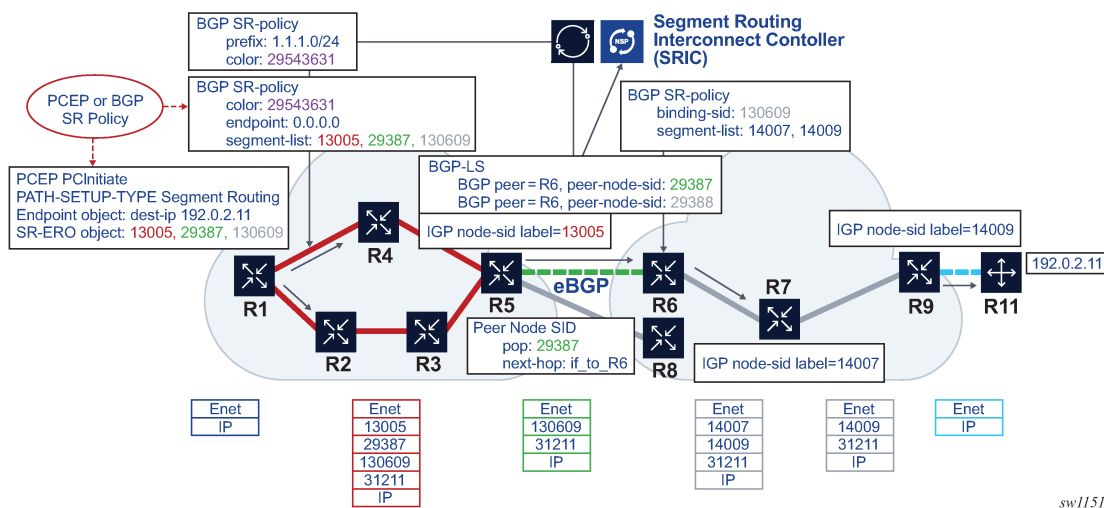 BGP SR-policy
prefix: 1.1.1.0/24
color: 29543631
NSP
Segment Routing
Interconnect Contoller
(SRIC)
PCEP or BGP
SR Policy
BGP SR-policy
color: 29543631
endpoint: 0.0.0.0
segment-list: 13005, 29387, 130609
BGP SR-policy
binding-sid: 130609
segment-list: 14007, 14009
PCEP PCInitiate
PATH-SETUP-TYPE Segment Routing
Endpoint object: dest-ip 192.0.2.11
SR-ERO object: 13005, 29387, 130609
BGP-LS
BGP peer = R6, peer-node-sid: 29387
BGP peer = R6, peer-node-sid: 29388
IGP node-sid label=13005
IGP node-sid label=14009
R4
R1
R5
eBGP
R6
R7
R9
R11
192.0.2.11
R2
R3
Peer Node SID
pop: 29387
next-hop: if_to_R6
R8
IGP node-sid label=14007
Enet
IP
Enet
13005
29387
130609
31211
IP
Enet
130609
31211
IP
Enet
14007
14009
31211
IP
Enet
14009
31211
IP
Enet
IP
sw1151